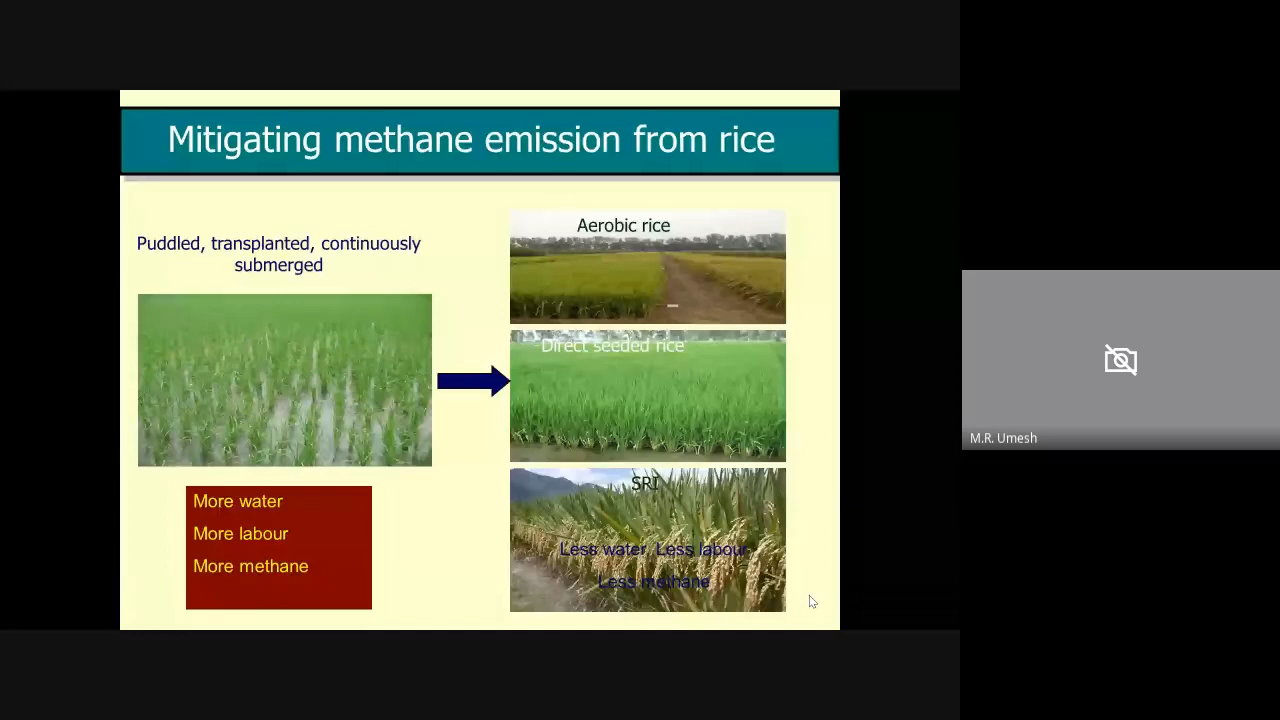 Mitigating methane emission from rice
Puddled, transplanted, continuously
submerged
More water
More labour
More methane
Aerobic rice
Direct seeded rice
SRI
Less water Less labour
Less methane
M.R. Umesh